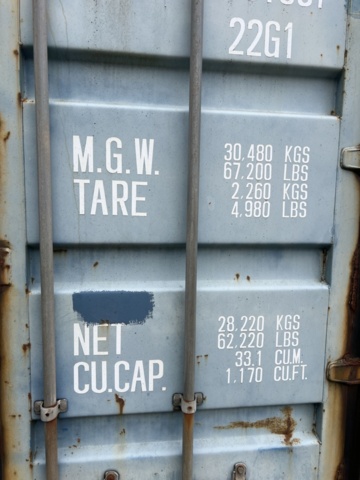 22G1
M.G.W. 30.480 KGS
67.200 LBS
TARE 2.260 KGS
4.980 LBS
NET 28.220 KGS
62.220 LBS
CU.CAP. 33.1 CU.M.
1.170 CU.FT.